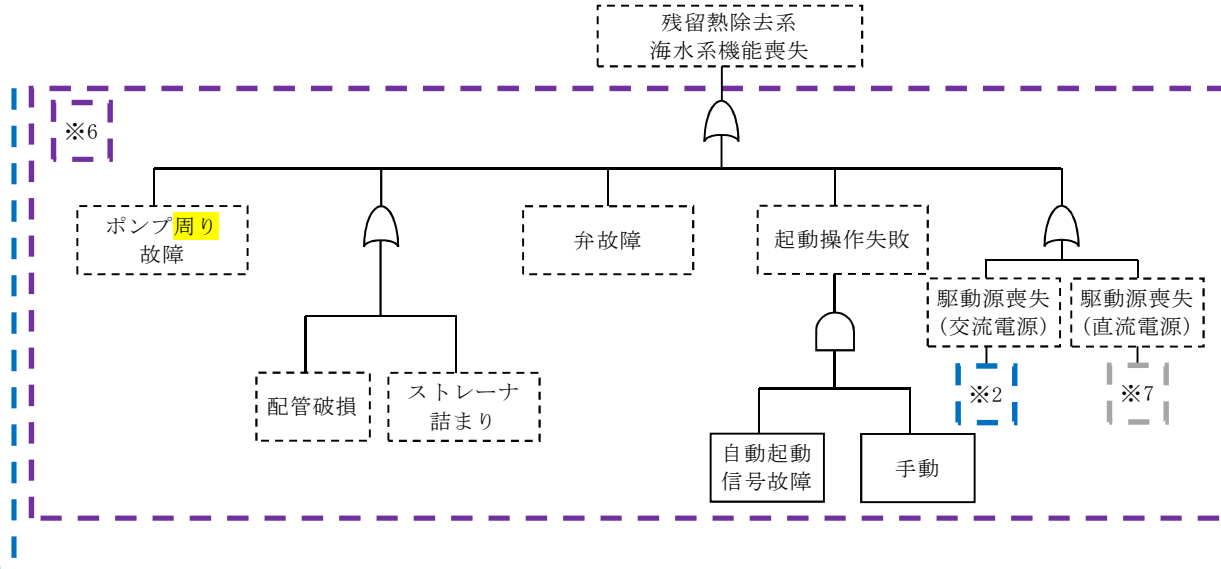 残留熱除去系
海水系機能喪失
※6
ポンプ周り
故障
弁故障
起動操作失敗
駆動源喪失
(交流電源)
駆動源喪失
(直流電源)
配管破損
ストレーナ
詰まり
※2
※7
自動起動
信号故障
手動